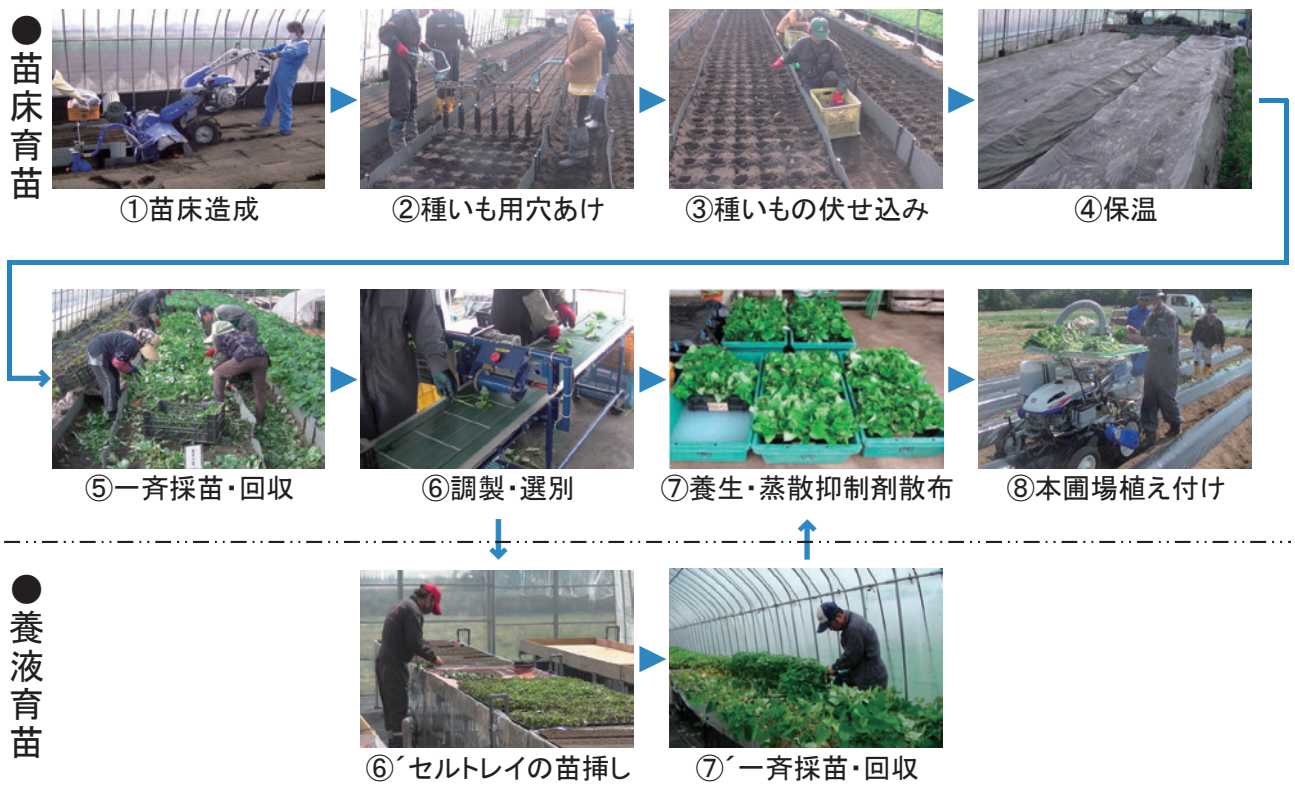 ●苗床育苗
①苗床造成
②種いも用穴あけ
③種いもの伏せ込み
④保温
⑤一斉採苗・回収
⑥調製・選別
⑦養生・蒸散抑制剤散布
⑧本圃場植え付け
●養液育苗
⑥´セルトレイの苗挿し
⑦´一斉採苗・回収